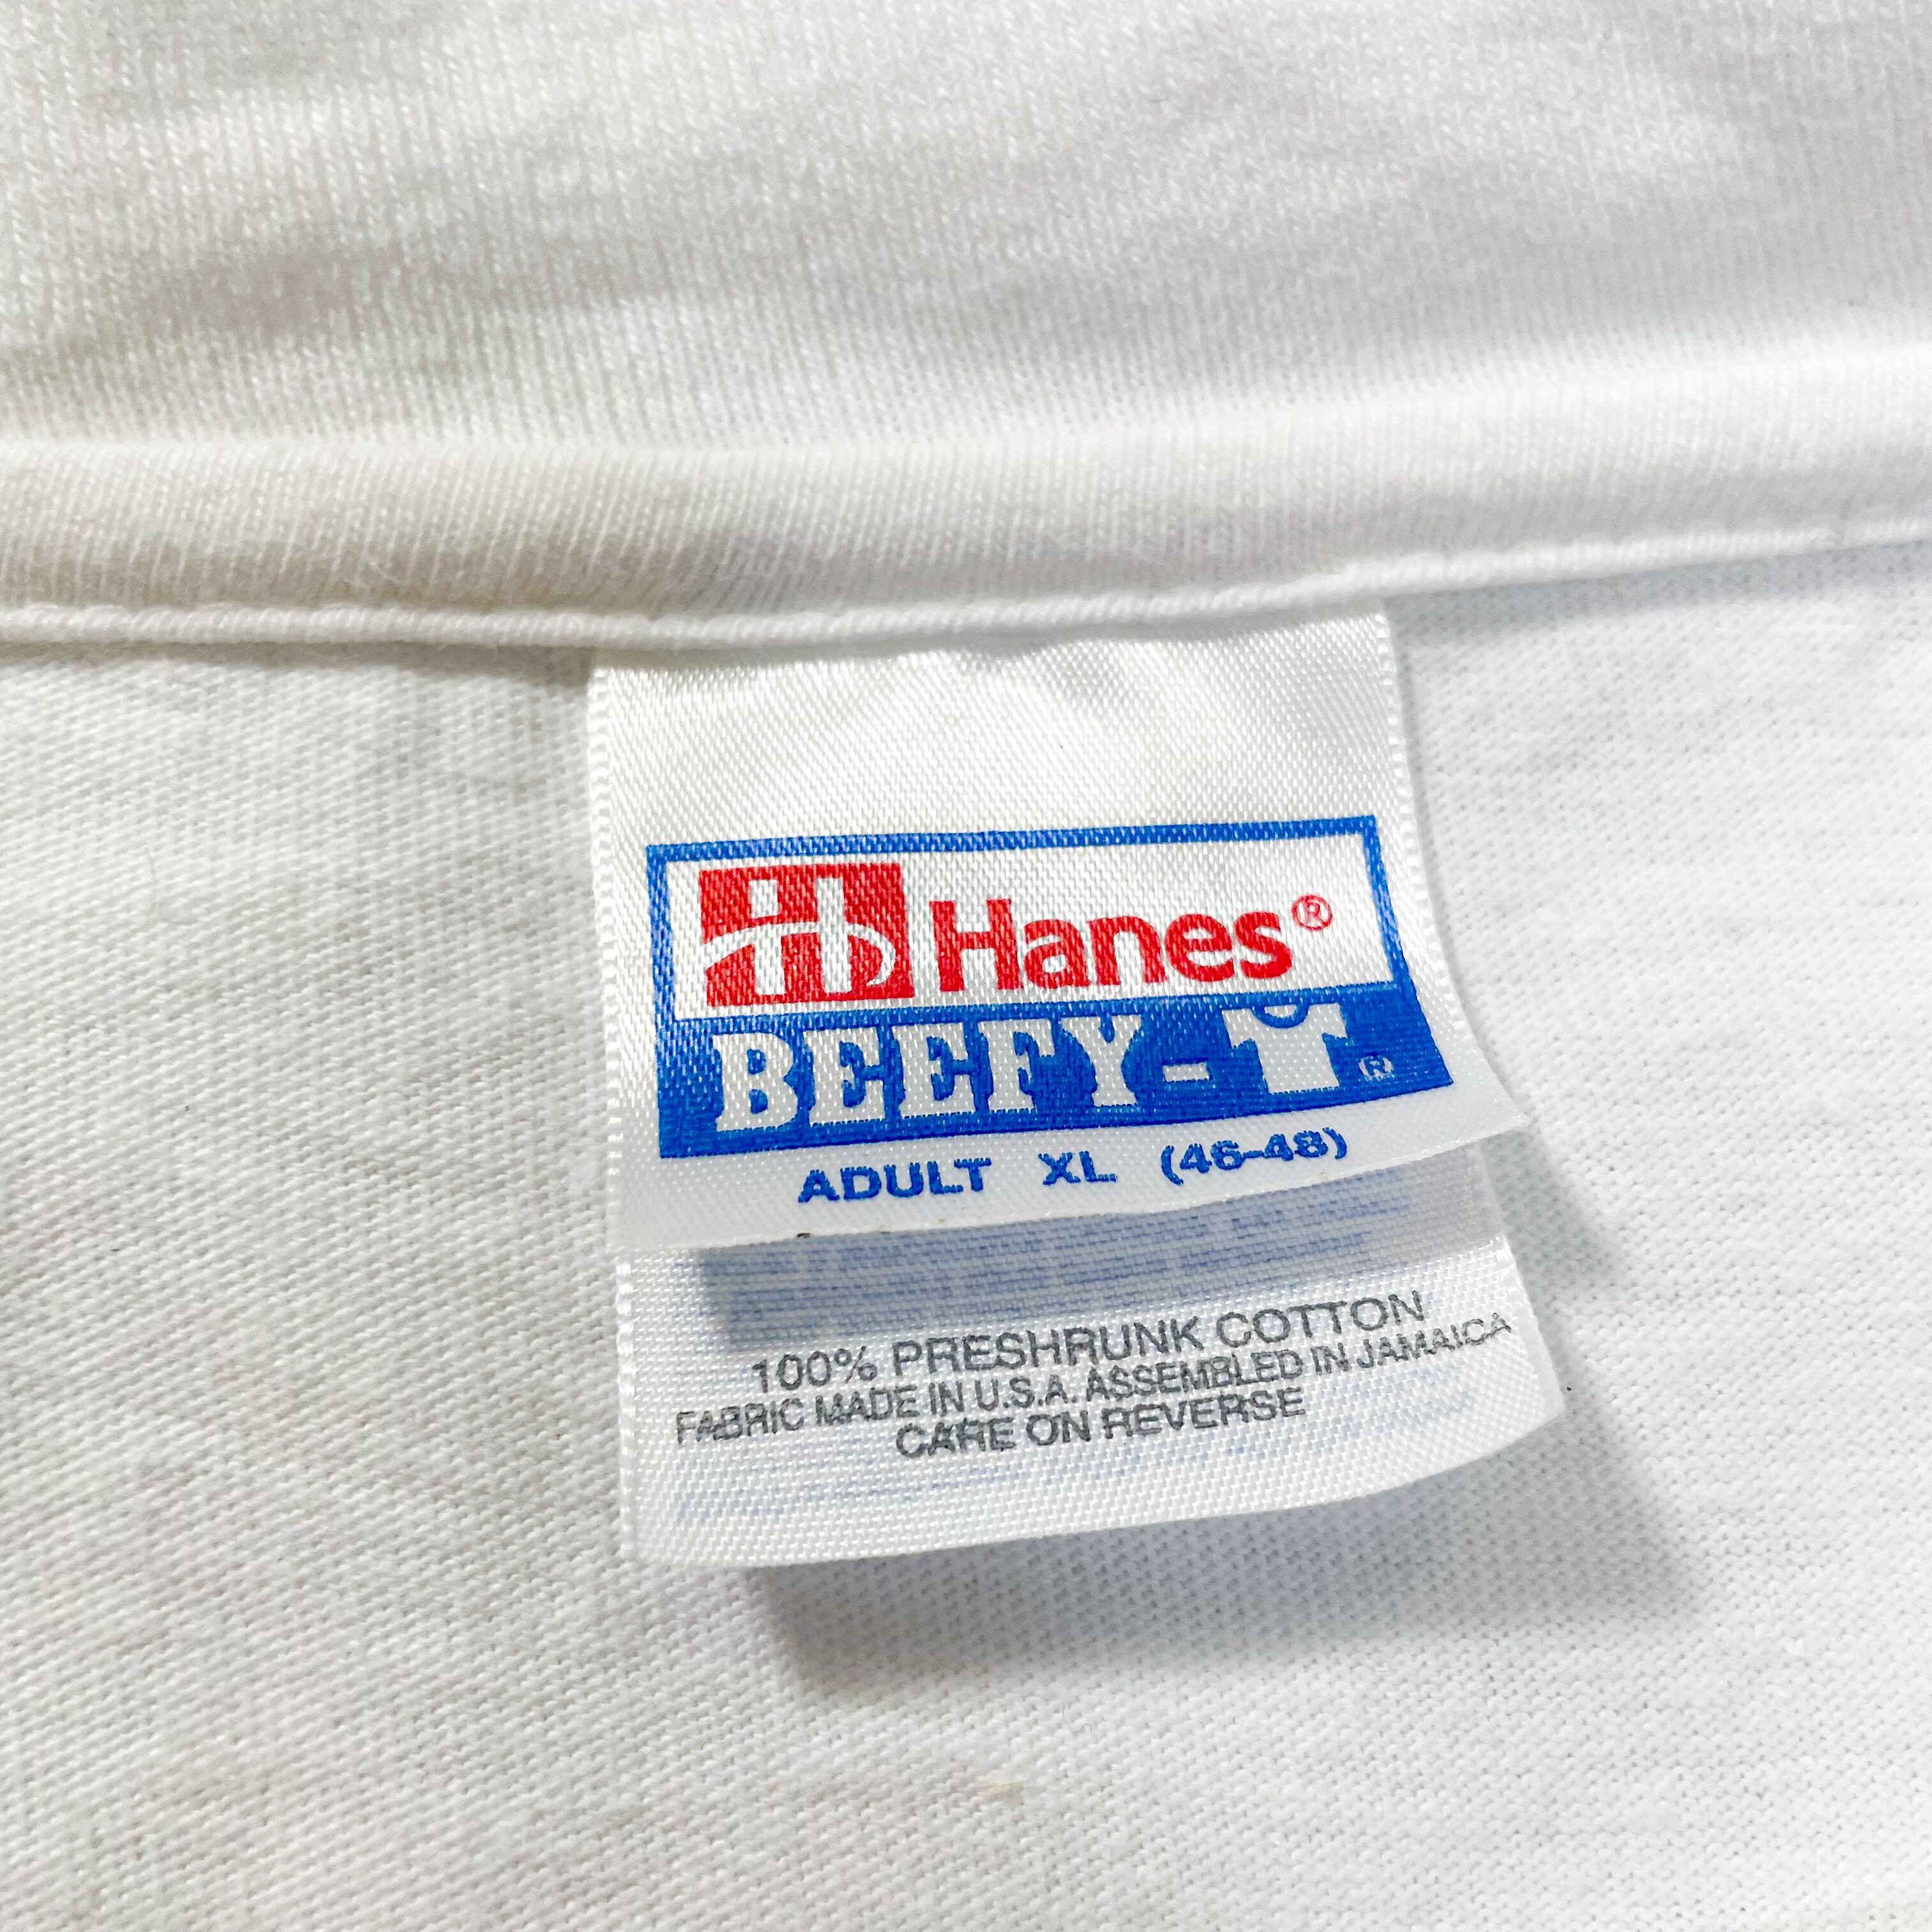 Hanes®
BEEFY-T®
ADULT XL (46-48)
100% PRESHRUNK COTTON
FABRIC MADE IN U.S.A. ASSEMBLED IN JAMAICA
CARE ON REVERSE